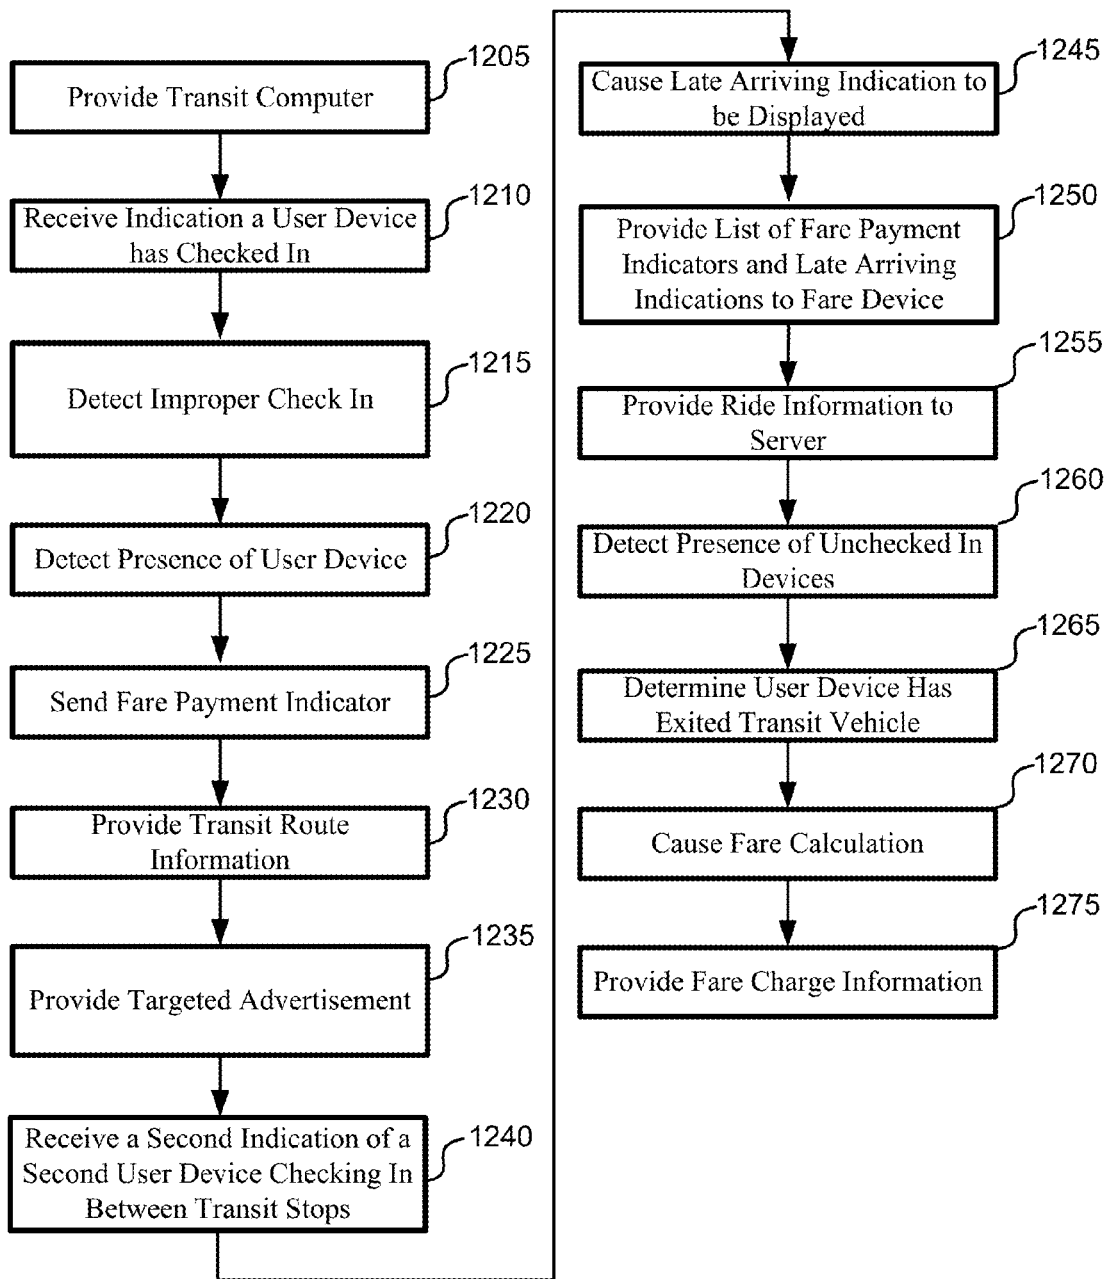 1205
Provide Transit Computer
1210
Receive Indication a User Device
has Checked In
1215
Detect Improper Check In
1220
Detect Presence of User Device
1225
Send Fare Payment Indicator
1230
Provide Transit Route
Information
1235
Provide Targeted Advertisement
1240
Receive a Second Indication of a
Second User Device Checking In
Between Transit Stops
1245
Cause Late Arriving Indication to
be Displayed
1250
Provide List of Fare Payment
Indicators and Late Arriving
Indications to Fare Device
1255
Provide Ride Information to
Server
1260
Detect Presence of Unchecked In
Devices
1265
Determine User Device Has
Exited Transit Vehicle
1270
Cause Fare Calculation
1275
Provide Fare Charge Information